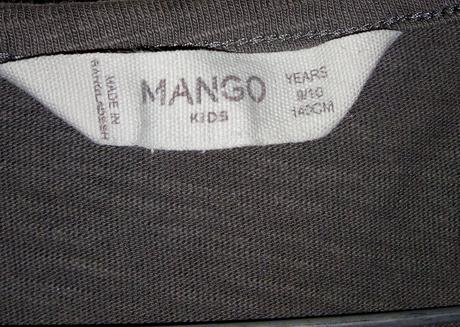 MADE IN
BANGLADESH
MANGO
KIDS
YEARS
9/10
140CM